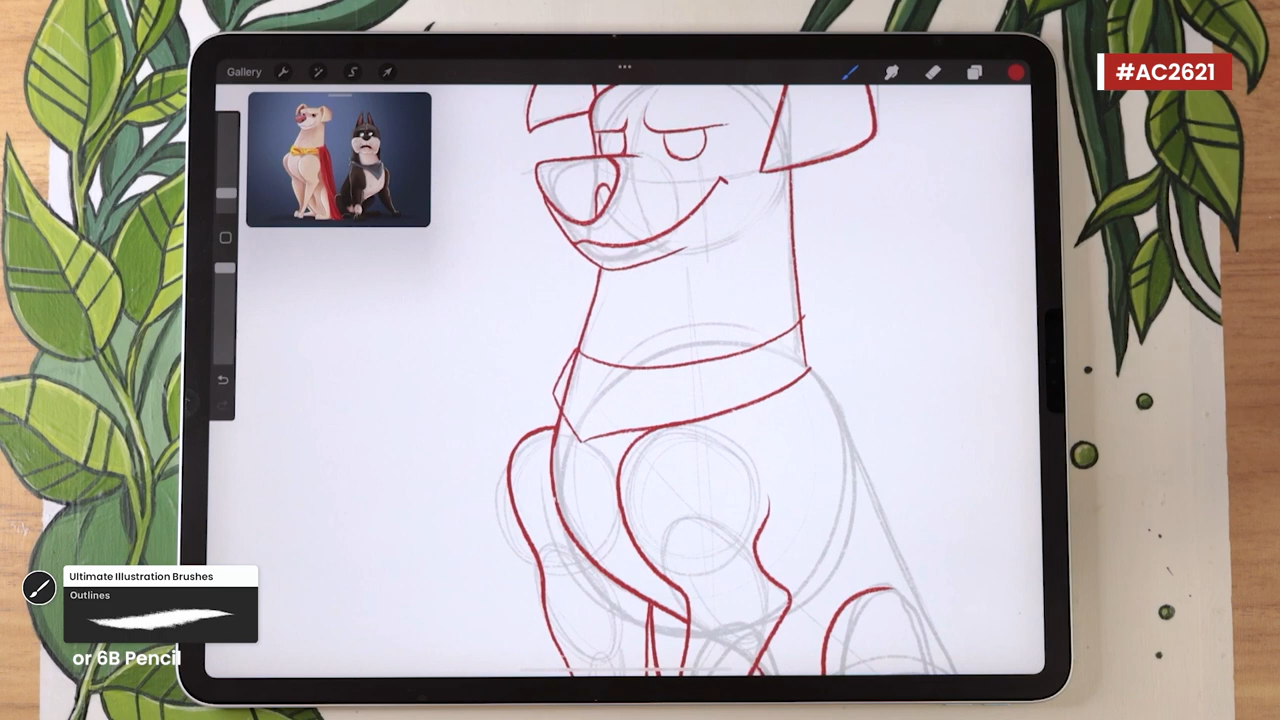 Gallery
#AC2621
Ultimate Illustration Brushes
Outlines
or 6B Pencil